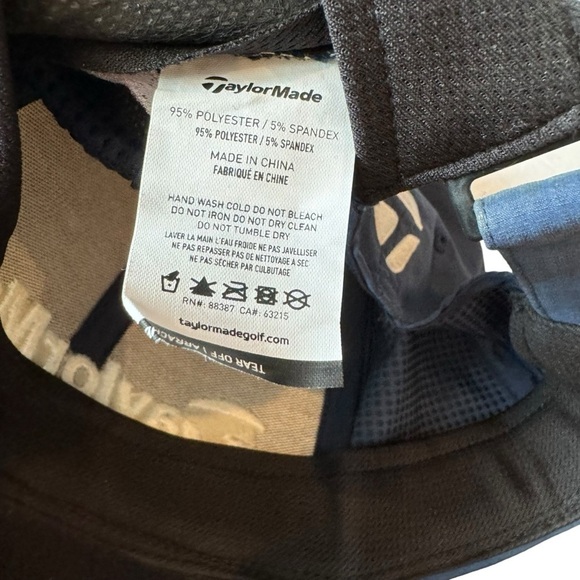 TaylorMade
95% POLYESTER / 5% SPANDEX
95% POLYESTER / 5% SPANDEX
MADE IN CHINA
FABRIQUÉ EN CHINE
HAND WASH COLD DO NOT BLEACH
DO NOT IRON DO NOT DRY CLEAN
DO NOT TUMBLE DRY
LAVER LA MAIN L'EAU FROIDE NE PAS JAVELLISER
NE PAS REPASSER PAS DE NETTOYAGE À SEC
NE PAS SÉCHER PAR CULBUTAGE
RN#: 88387 CA#: 63215
taylormadegolf.com
TEAR OFF \
TaylorMade